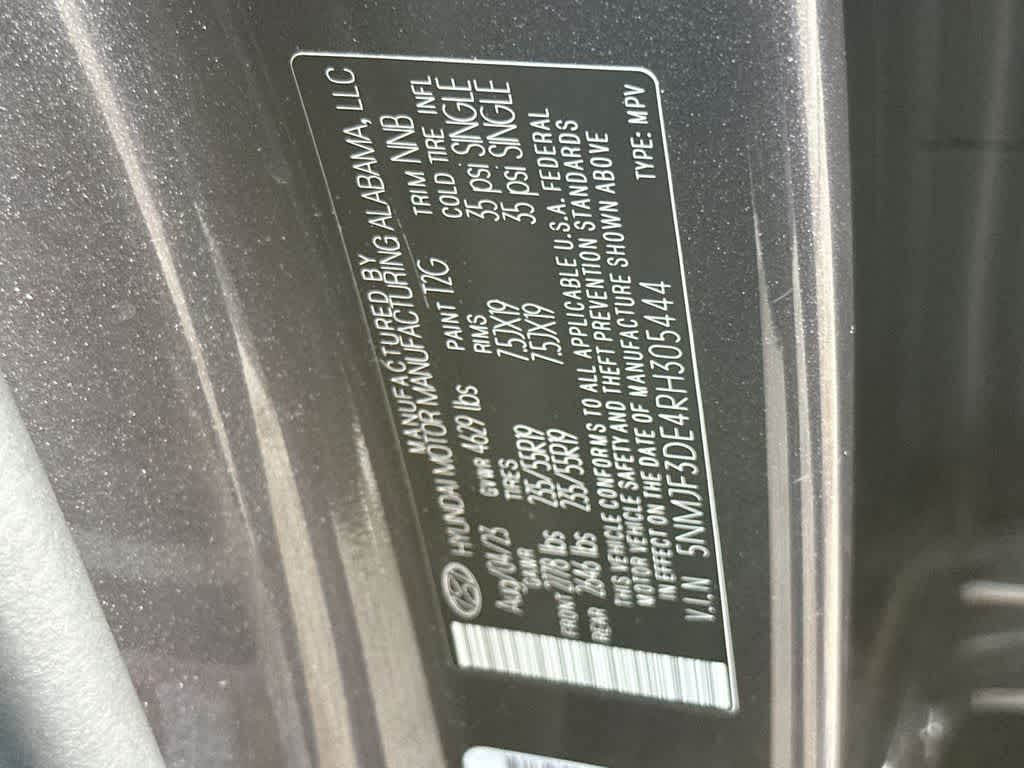 MANUFACTURED BY
HYUNDAI MOTOR MANUFACTURING ALABAMA, LLC
Aug/04/23 GVWR 4629 lbs PAINT T2G TRIM NNB
GAWR TIRES RIMS COLD TIRE INFL
FRONT 2778 lbs 235/55R19 7.5JX19 35 psi SINGLE
REAR 2646 lbs 235/55R19 7.5JX19 35 psi SINGLE
THIS VEHICLE CONFORMS TO ALL APPLICABLE U.S.A. FEDERAL
MOTOR VEHICLE SAFETY AND THEFT PREVENTION STANDARDS
IN EFFECT ON THE DATE OF MANUFACTURE SHOWN ABOVE
V.I.N 5NMJF3DE4RH305444 TYPE: MPV